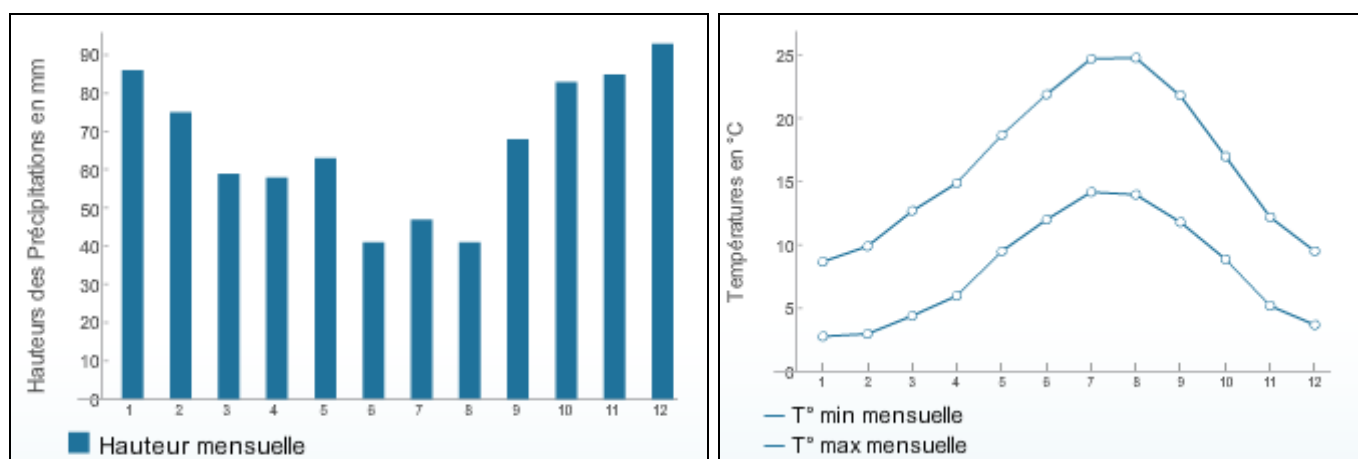 Hauteurs des Précipitations en mm
90
80
70
60
50
40
30
20
10
0
1 2 3 4 5 6 7 8 9 10 11 12
Hauteur mensuelle
Températures en °C
25
20
15
10
5
0
1 2 3 4 5 6 7 8 9 10 11 12
T° min mensuelle
T° max mensuelle